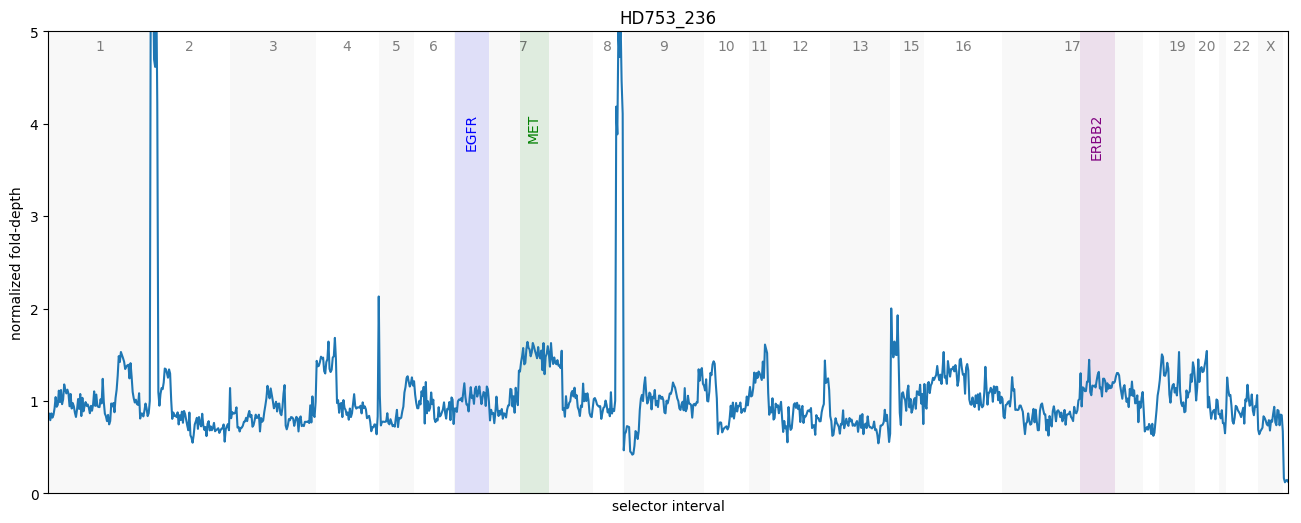 HD753_236
5
4
3
2
1
0
normalized fold-depth
1 2 3 4 5 6 7 8 9 10 11 12 13 15 16 17 19 20 22 X
EGFR
MET
ERBB2
selector interval